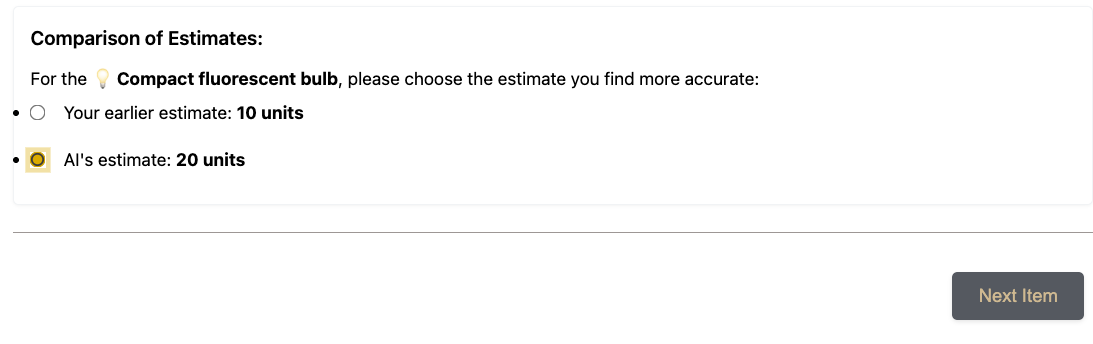 Comparison of Estimates:
For the 💡 Compact fluorescent bulb, please choose the estimate you find more accurate:
Your earlier estimate: 10 units
AI's estimate: 20 units
Next Item